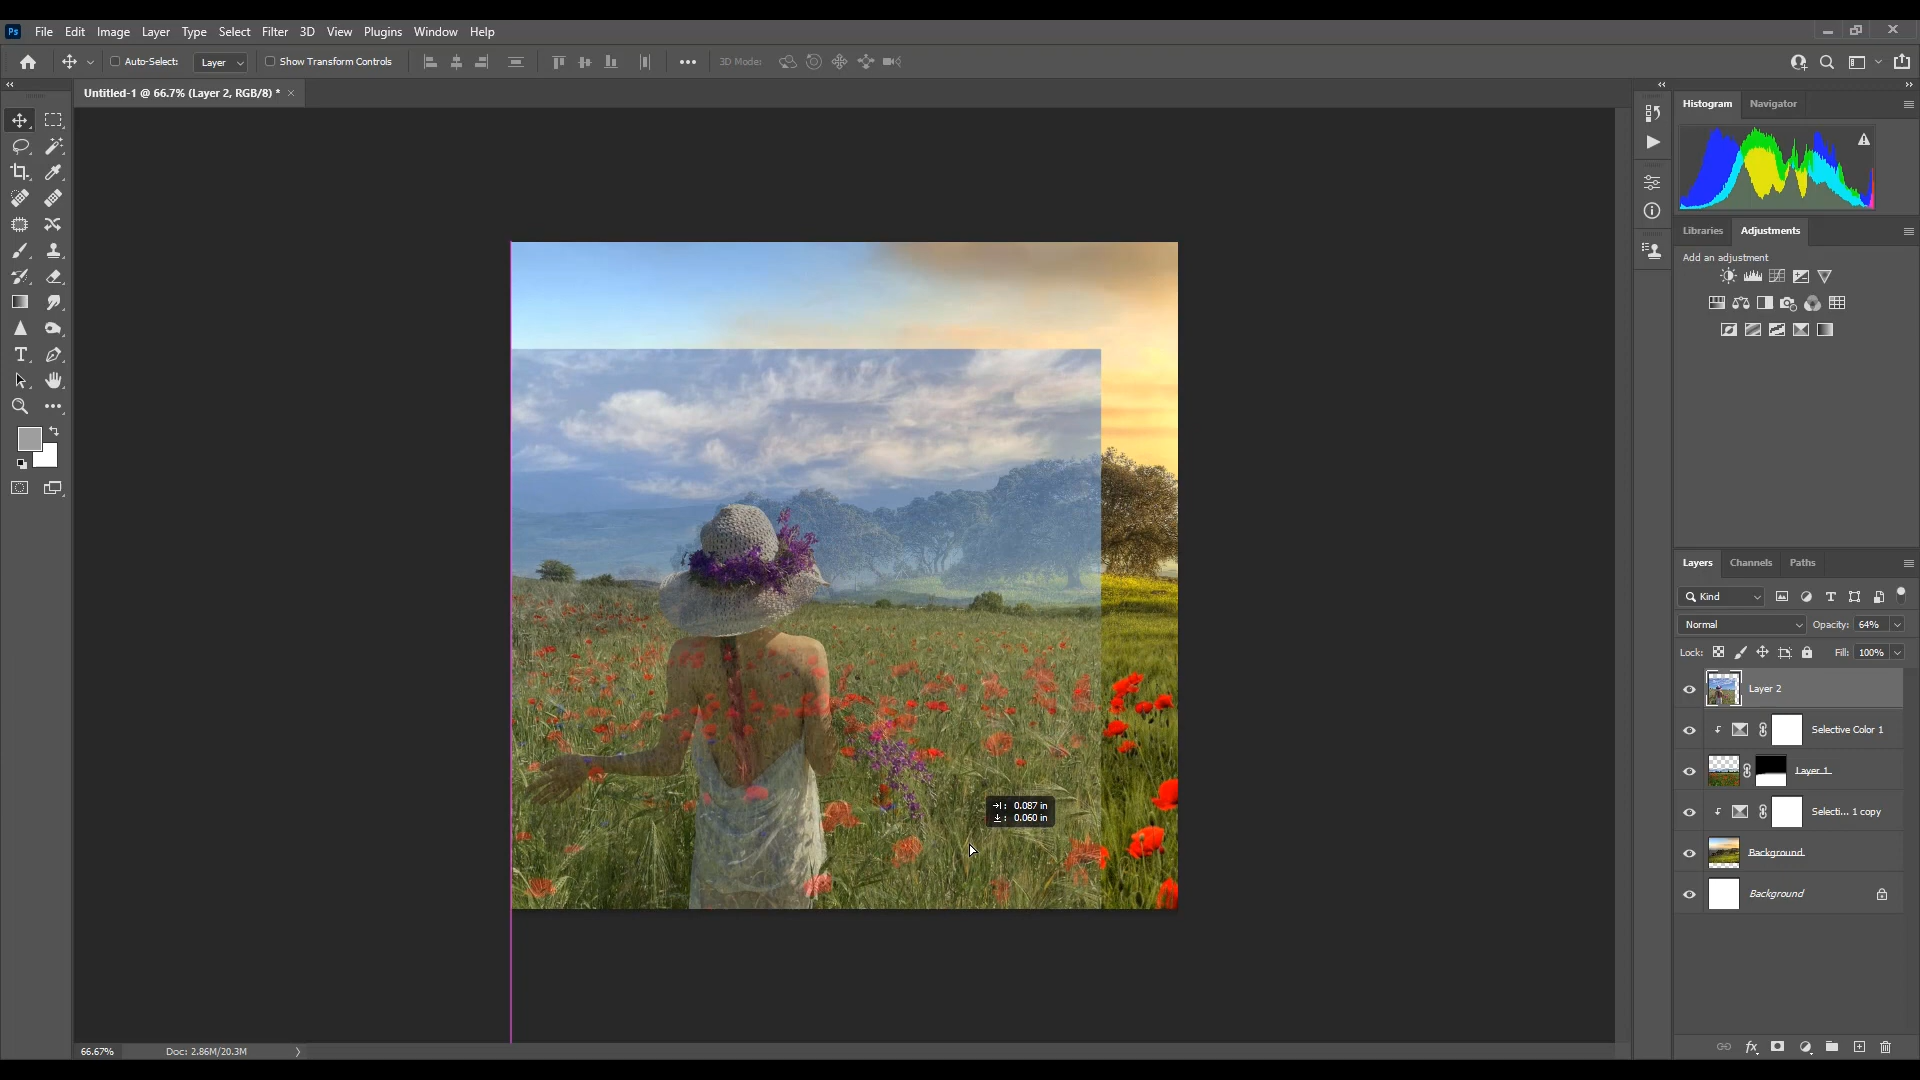 Ps File Edit Image Layer Type Select Filter 3D View Plugins Window Help
Auto-Select: Layer Show Transform Controls 3D Mode:
Untitled-1 @ 66.7% (Layer 2, RGB/8) *
Histogram Navigator
Libraries Adjustments
Add an adjustment
Layers Channels Paths
Kind
Normal Opacity: 64%
Lock: Fill: 100%
Layer 2
Selective Color 1
Layer 1
Selecti... 1 copy
Background
Background
0.087 in
0.060 in
66.67% Doc: 2.86M/20.3M